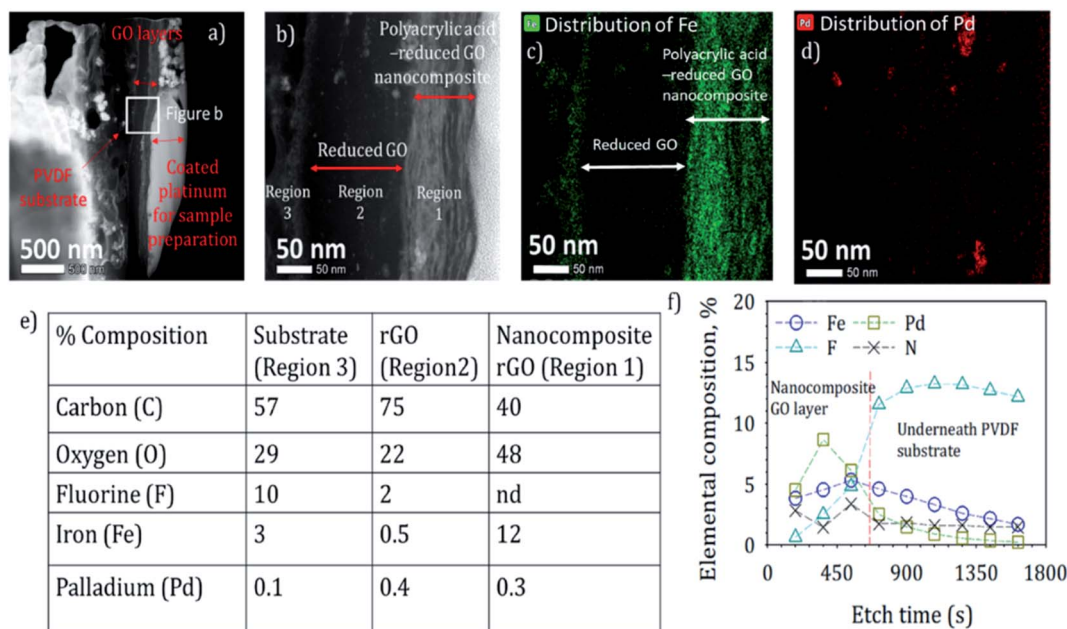 GO layers
a)
Figure b
PVDF
substrate
Coated
platinum
for sample
preparation
500 nm
500 nm
b)
Polyacrylic acid
–reduced GO
nanocomposite
Reduced GO
Region
3
Region
2
Region
1
50 nm
50 nm
Fe Distribution of Fe
c)
Polyacrylic acid
–reduced GO
nanocomposite
Reduced GO
50 nm
50 nm
Pd Distribution of Pd
d)
50 nm
50 nm
e)
% Composition Substrate (Region 3) rGO (Region2) Nanocomposite rGO (Region 1)
Carbon (C) 57 75 40
Oxygen (O) 29 22 48
Fluorine (F) 10 2 nd
Iron (Fe) 3 0.5 12
Palladium (Pd) 0.1 0.4 0.3
f)
Elemental composition, %
20
15
10
5
0
Fe Pd
F N
Nanocomposite
GO layer
Underneath PVDF
substrate
0 450 900 1350 1800
Etch time (s)